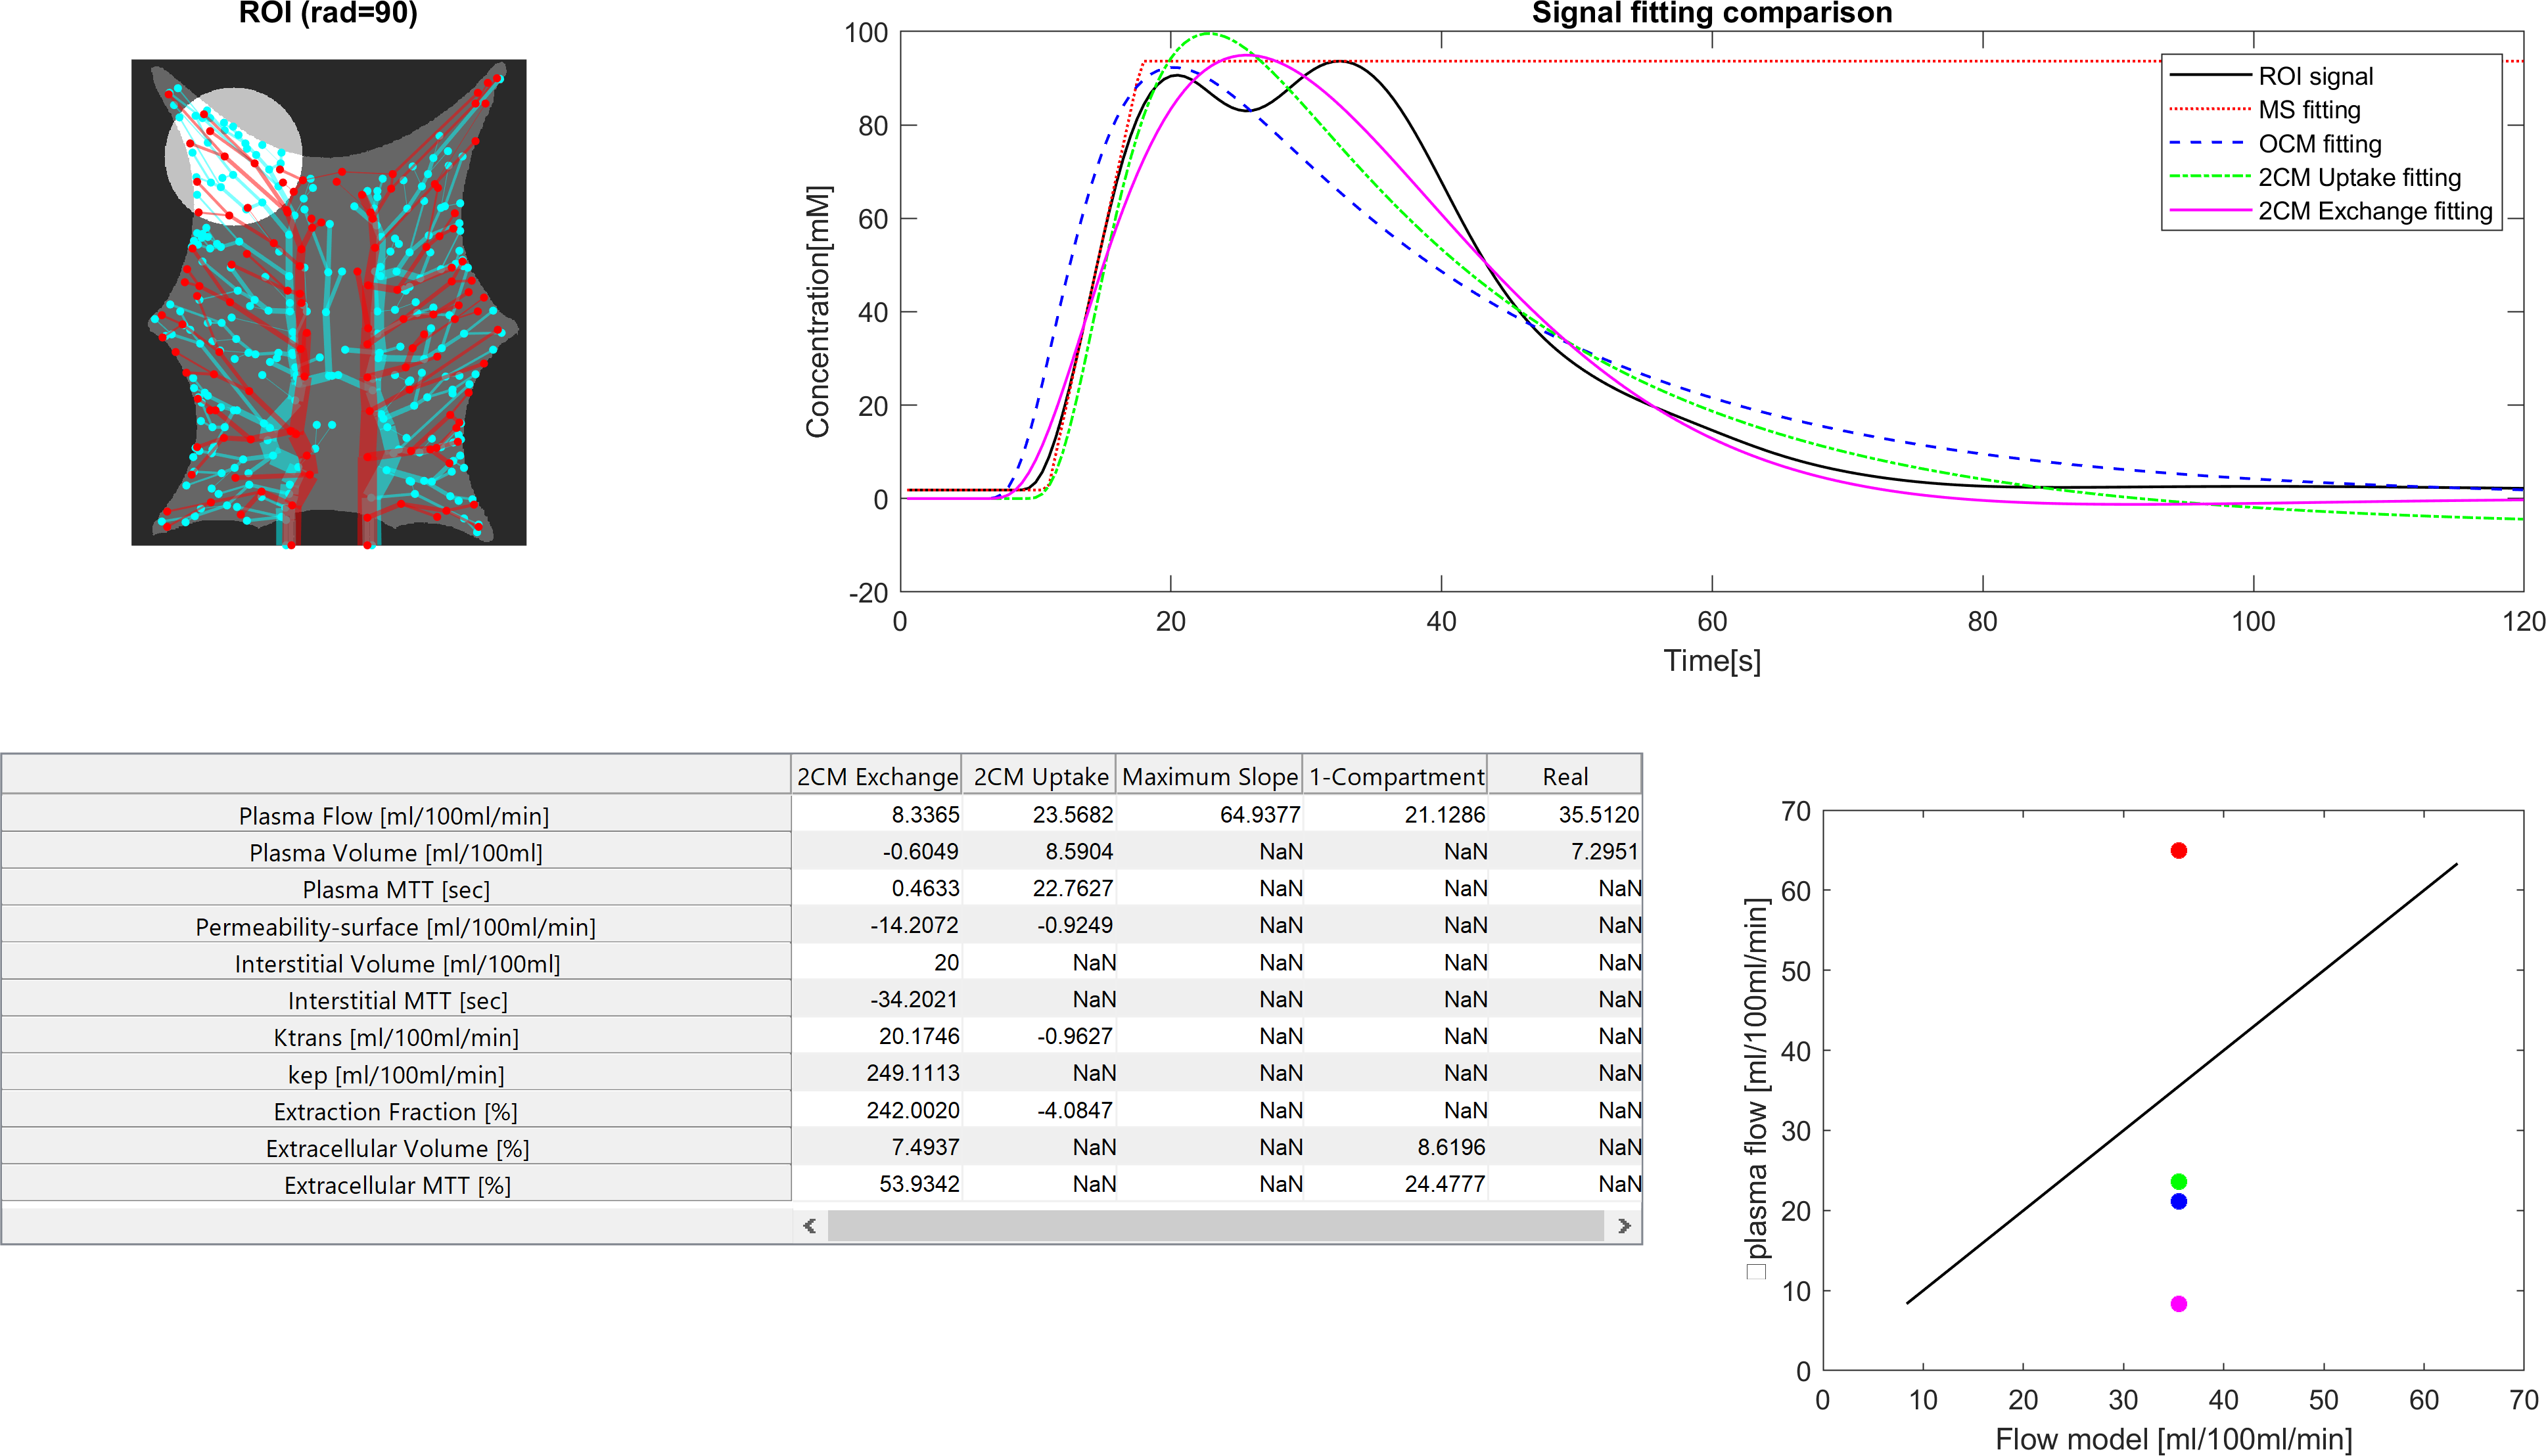 ROI (rad=90)
Signal fitting comparison
100
80
60
40
20
0
-20
Concentration[mM]
0 20 40 60 80 100 120
Time[s]
ROI signal
MS fitting
OCM fitting
2CM Uptake fitting
2CM Exchange fitting
2CM Exchange 2CM Uptake Maximum Slope 1-Compartment Real
Plasma Flow [ml/100ml/min] 8.3365 23.5682 64.9377 21.1286 35.5120
Plasma Volume [ml/100ml] -0.6049 8.5904 NaN NaN 7.2951
Plasma MTT [sec] 0.4633 22.7627 NaN NaN NaN
Permeability-surface [ml/100ml/min] -14.2072 -0.9249 NaN NaN NaN
Interstitial Volume [ml/100ml] 20 NaN NaN NaN NaN
Interstitial MTT [sec] -34.2021 NaN NaN NaN NaN
Ktrans [ml/100ml/min] 20.1746 -0.9627 NaN NaN NaN
kep [ml/100ml/min] 249.1113 NaN NaN NaN NaN
Extraction Fraction [%] 242.0020 -4.0847 NaN NaN NaN
Extracellular Volume [%] 7.4937 NaN NaN 8.6196 NaN
Extracellular MTT [%] 53.9342 NaN NaN 24.4777 NaN
70
60
50
40
30
20
10
0
□plasma flow [ml/100ml/min]
0 10 20 30 40 50 60 70
Flow model [ml/100ml/min]